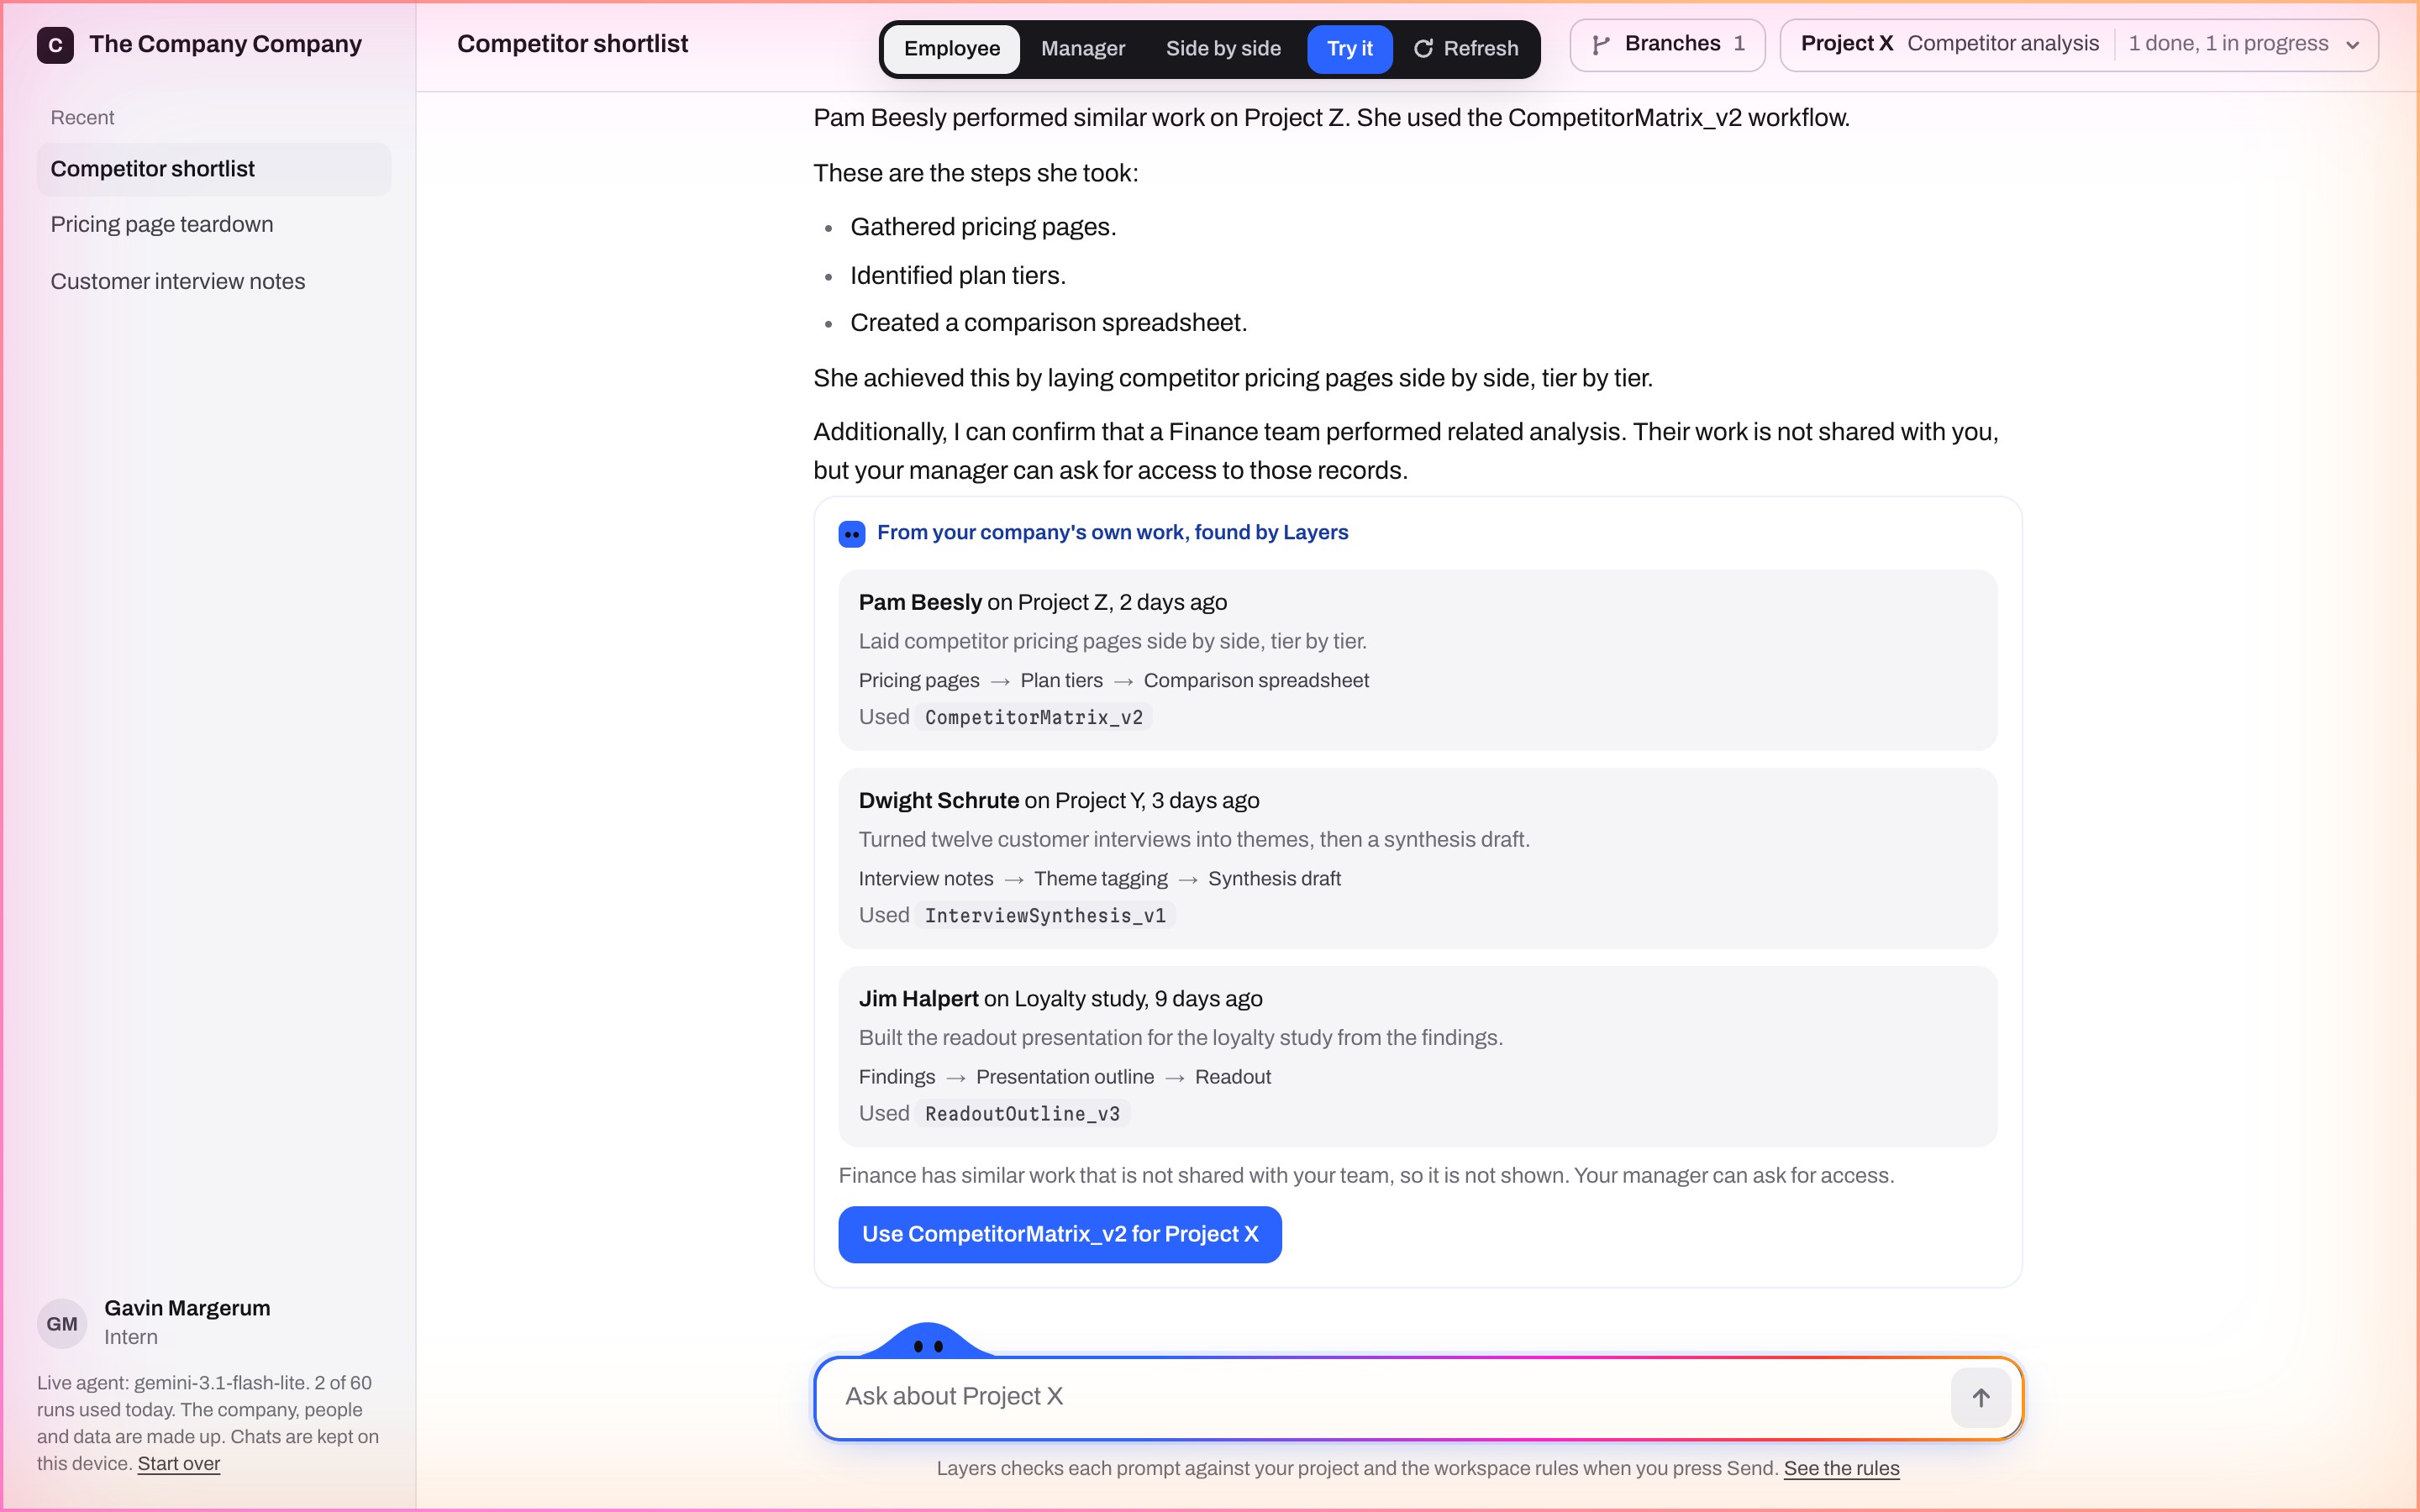 C The Company Company
Recent
Competitor shortlist
Pricing page teardown
Customer interview notes
GM
Gavin Margerum
Intern
Live agent: gemini-3.1-flash-lite. 2 of 60
runs used today. The company, people
and data are made up. Chats are kept on
this device. Start over
Competitor shortlist
Employee Manager Side by side Try it Refresh
Branches 1
Project X Competitor analysis 1 done, 1 in progress
Pam Beesly performed similar work on Project Z. She used the CompetitorMatrix_v2 workflow.
These are the steps she took:
• Gathered pricing pages.
• Identified plan tiers.
• Created a comparison spreadsheet.
She achieved this by laying competitor pricing pages side by side, tier by tier.
Additionally, I can confirm that a Finance team performed related analysis. Their work is not shared with you,
but your manager can ask for access to those records.
From your company's own work, found by Layers
Pam Beesly on Project Z, 2 days ago
Laid competitor pricing pages side by side, tier by tier.
Pricing pages → Plan tiers → Comparison spreadsheet
Used CompetitorMatrix_v2
Dwight Schrute on Project Y, 3 days ago
Turned twelve customer interviews into themes, then a synthesis draft.
Interview notes → Theme tagging → Synthesis draft
Used InterviewSynthesis_v1
Jim Halpert on Loyalty study, 9 days ago
Built the readout presentation for the loyalty study from the findings.
Findings → Presentation outline → Readout
Used ReadoutOutline_v3
Finance has similar work that is not shared with your team, so it is not shown. Your manager can ask for access.
Use CompetitorMatrix_v2 for Project X
Ask about Project X
Layers checks each prompt against your project and the workspace rules when you press Send. See the rules